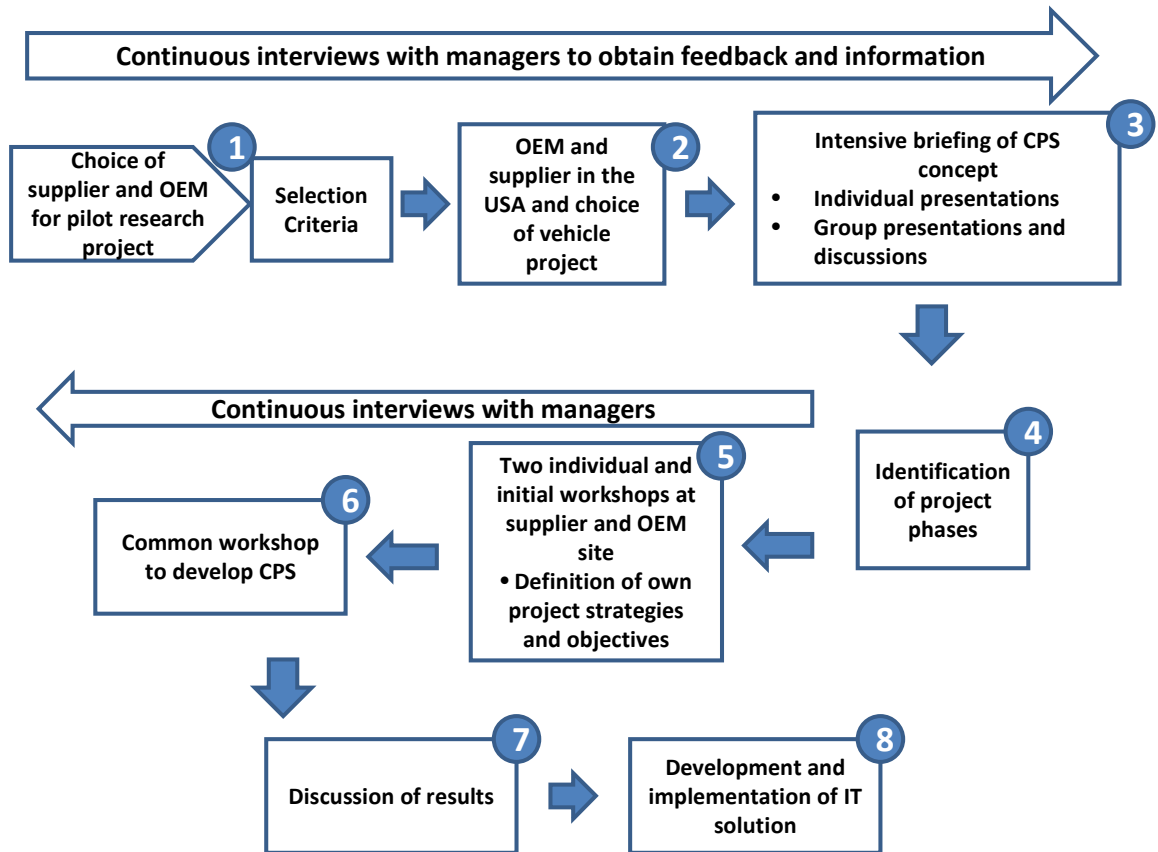 Continuous interviews with managers to obtain feedback and information
1
Choice of
supplier and OEM
for pilot research
project
Selection
Criteria
2
OEM and
supplier in the
USA and choice
of vehicle
project
3
Intensive briefing of CPS
concept
• Individual presentations
• Group presentations and
discussions
Continuous interviews with managers
4
Identification
of project
phases
5
Two individual and
initial workshops at
supplier and OEM
site
• Definition of own
project strategies
and objectives
6
Common workshop
to develop CPS
7
Discussion of results
8
Development and
implementation of IT
solution